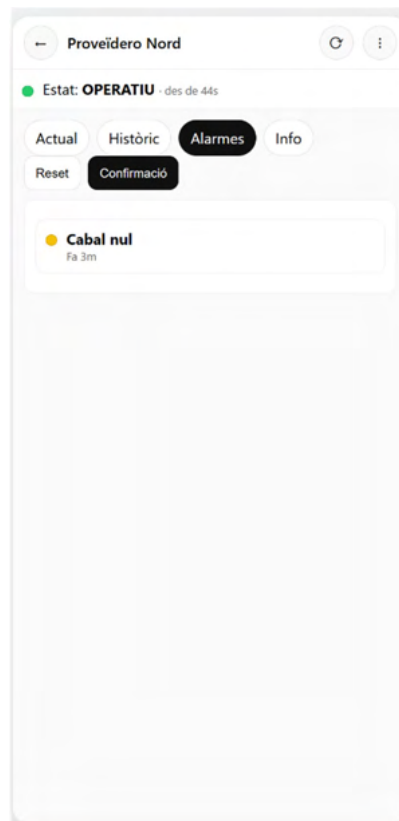 ← Proveïdero Nord
Estat: OPERATIU · des de 44s
Actual Històric Alarmes Info
Reset Confirmació
Cabal nul
Fa 3m